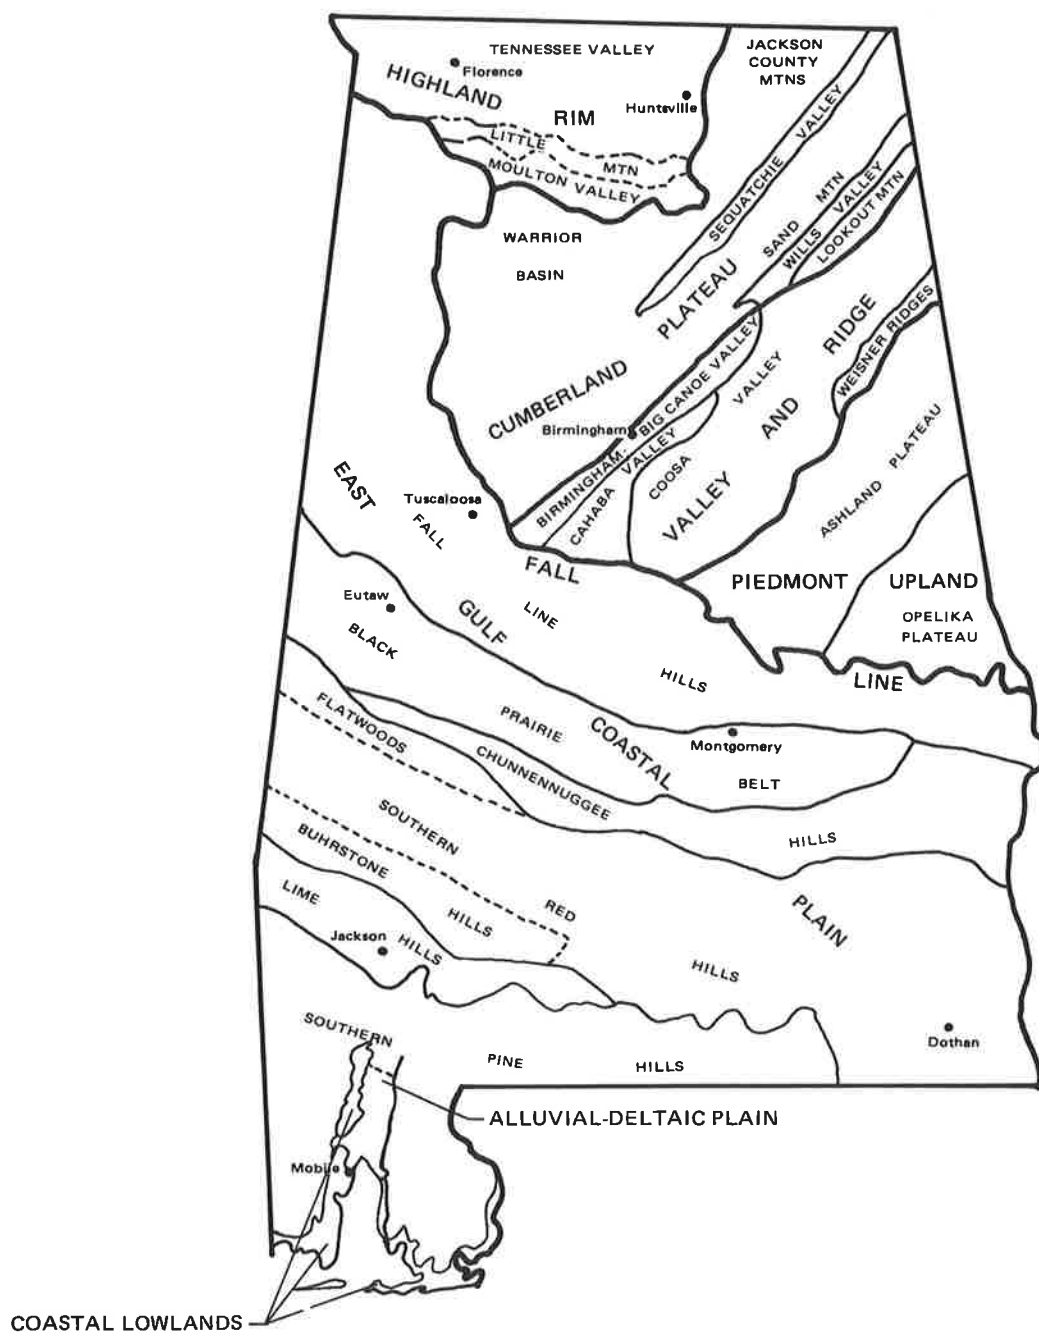 TENNESSEE VALLEY
JACKSON
COUNTY
MTNS
Florence
HIGHLAND
Huntsville
RIM
LITTLE
MTN
MOULTON VALLEY
SEQUATCHIE VALLEY
SAND MTN
WILLS VALLEY
LOOKOUT MTN
WARRIOR
BASIN
CUMBERLAND PLATEAU
VALLEY AND RIDGE
WEISNER RIDGES
Birmingham
BIRMINGHAM-BIG CANOE VALLEY
CAHABA VALLEY
COOSA VALLEY
ASHLAND PLATEAU
EAST
Tuscaloosa
FALL
FALL
LINE
PIEDMONT UPLAND
OPELIKA
PLATEAU
Eutaw
GULF
BLACK
HILLS
LINE
FLATWOODS
PRAIRIE
COASTAL
Montgomery
BELT
CHUNNENNUGGEE
HILLS
SOUTHERN
BUHRSTONE
LIME
RED
HILLS
HILLS
Jackson
PLAIN
HILLS
Dothan
SOUTHERN
PINE
HILLS
ALLUVIAL-DELTAIC PLAIN
Mobile
COASTAL LOWLANDS